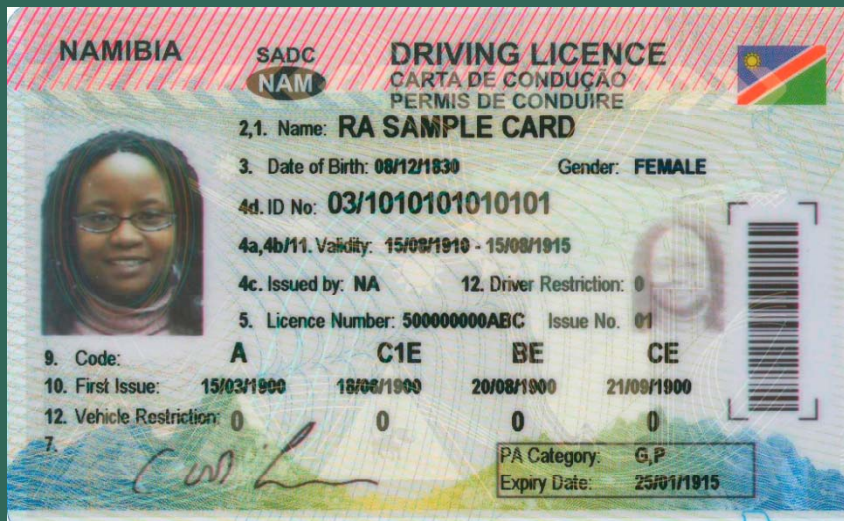 NAMIBIA
SADC
NAM
DRIVING LICENCE
CARTA DE CONDUÇÃO
PERMIS DE CONDUIRE
2,1. Name: RA SAMPLE CARD
3. Date of Birth: 08/12/1830 Gender: FEMALE
4d. ID No: 03/1010101010101
4a,4b/11. Validity: 15/08/1910 - 15/08/1915
4c. Issued by: NA 12. Driver Restriction: 0
5. Licence Number: 500000000ABC Issue No. 01
9. Code: A C1E BE CE
10. First Issue: 15/03/1900 18/06/1900 20/08/1900 21/09/1900
12. Vehicle Restriction: 0 0 0 0
7.
PA Category: G,P
Expiry Date: 25/01/1915